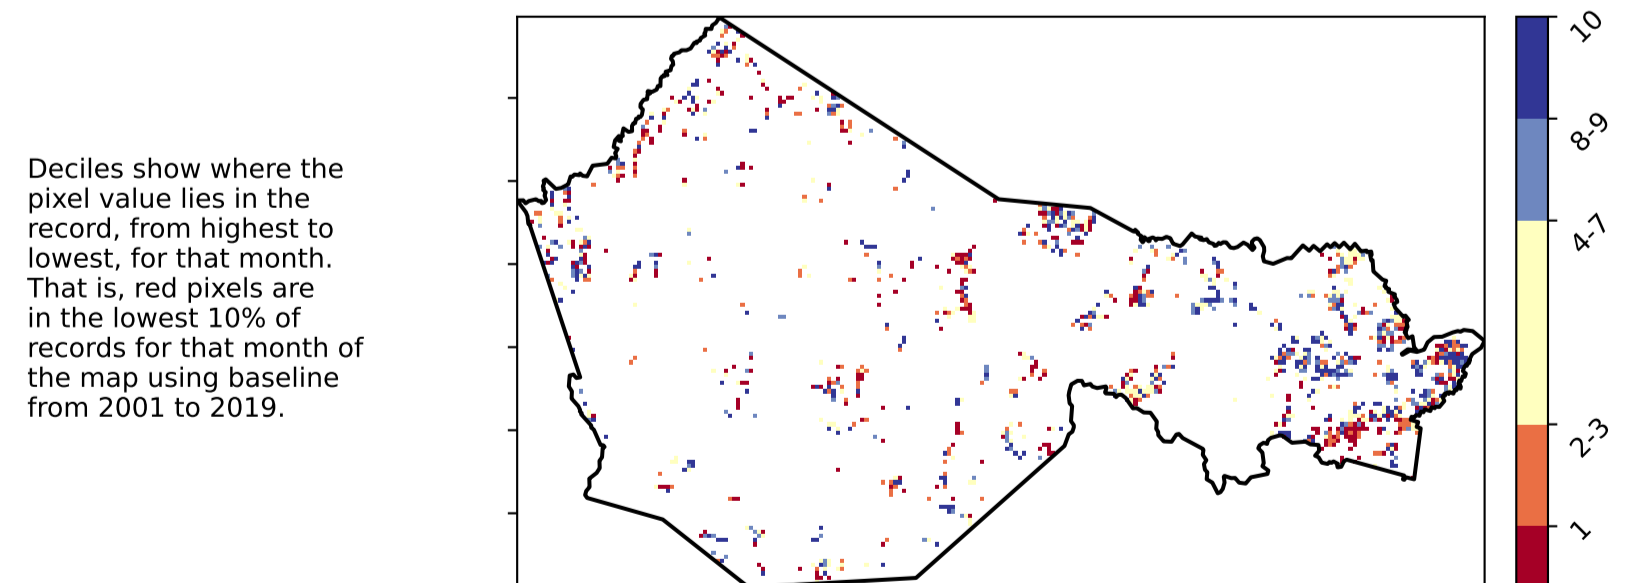 Deciles show where the
pixel value lies in the
record, from highest to
lowest, for that month.
That is, red pixels are
in the lowest 10% of
records for that month of
the map using baseline
from 2001 to 2019.
10
8-9
4-7
2-3
1